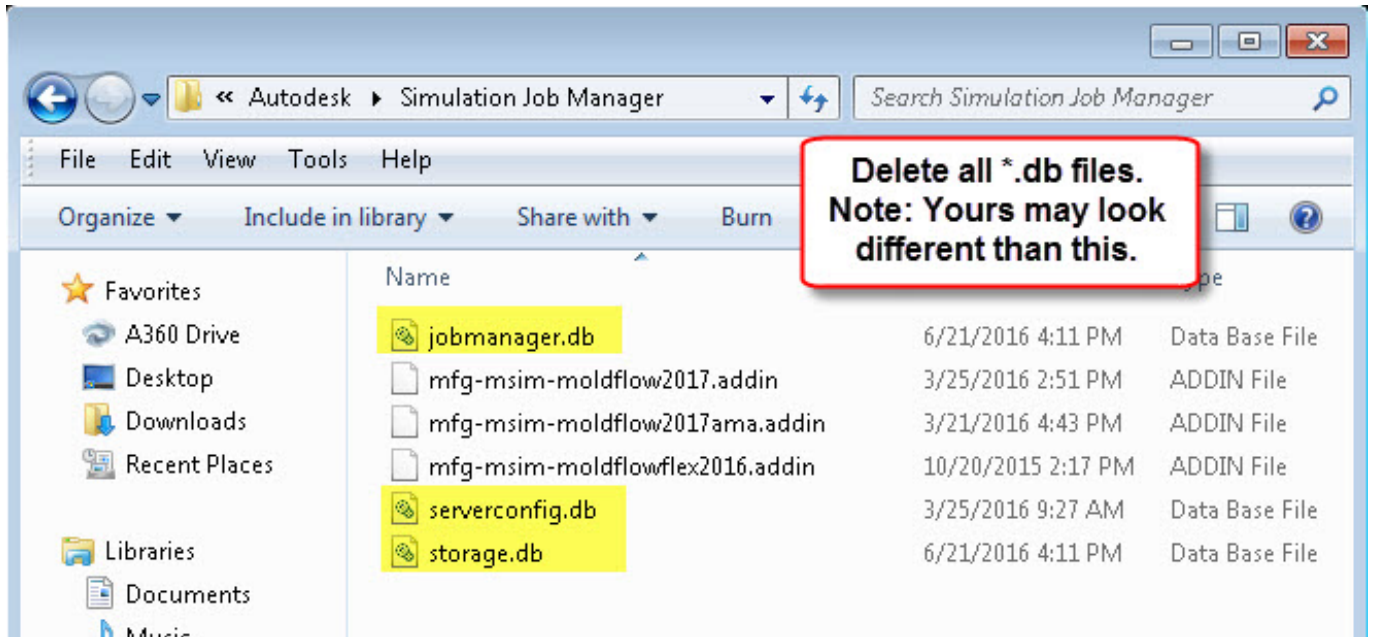 « Autodesk ▸ Simulation Job Manager
Search Simulation Job Manager
File Edit View Tools Help
Organize Include in library Share with Burn
Delete all *.db files.
Note: Yours may look
different than this.
Favorites
A360 Drive
Desktop
Downloads
Recent Places
Libraries
Documents
Music
Name
jobmanager.db 6/21/2016 4:11 PM Data Base File
mfg-msim-moldflow2017.addin 3/25/2016 2:51 PM ADDIN File
mfg-msim-moldflow2017ama.addin 3/21/2016 4:43 PM ADDIN File
mfg-msim-moldflowflex2016.addin 10/20/2015 2:17 PM ADDIN File
serverconfig.db 3/25/2016 9:27 AM Data Base File
storage.db 6/21/2016 4:11 PM Data Base File